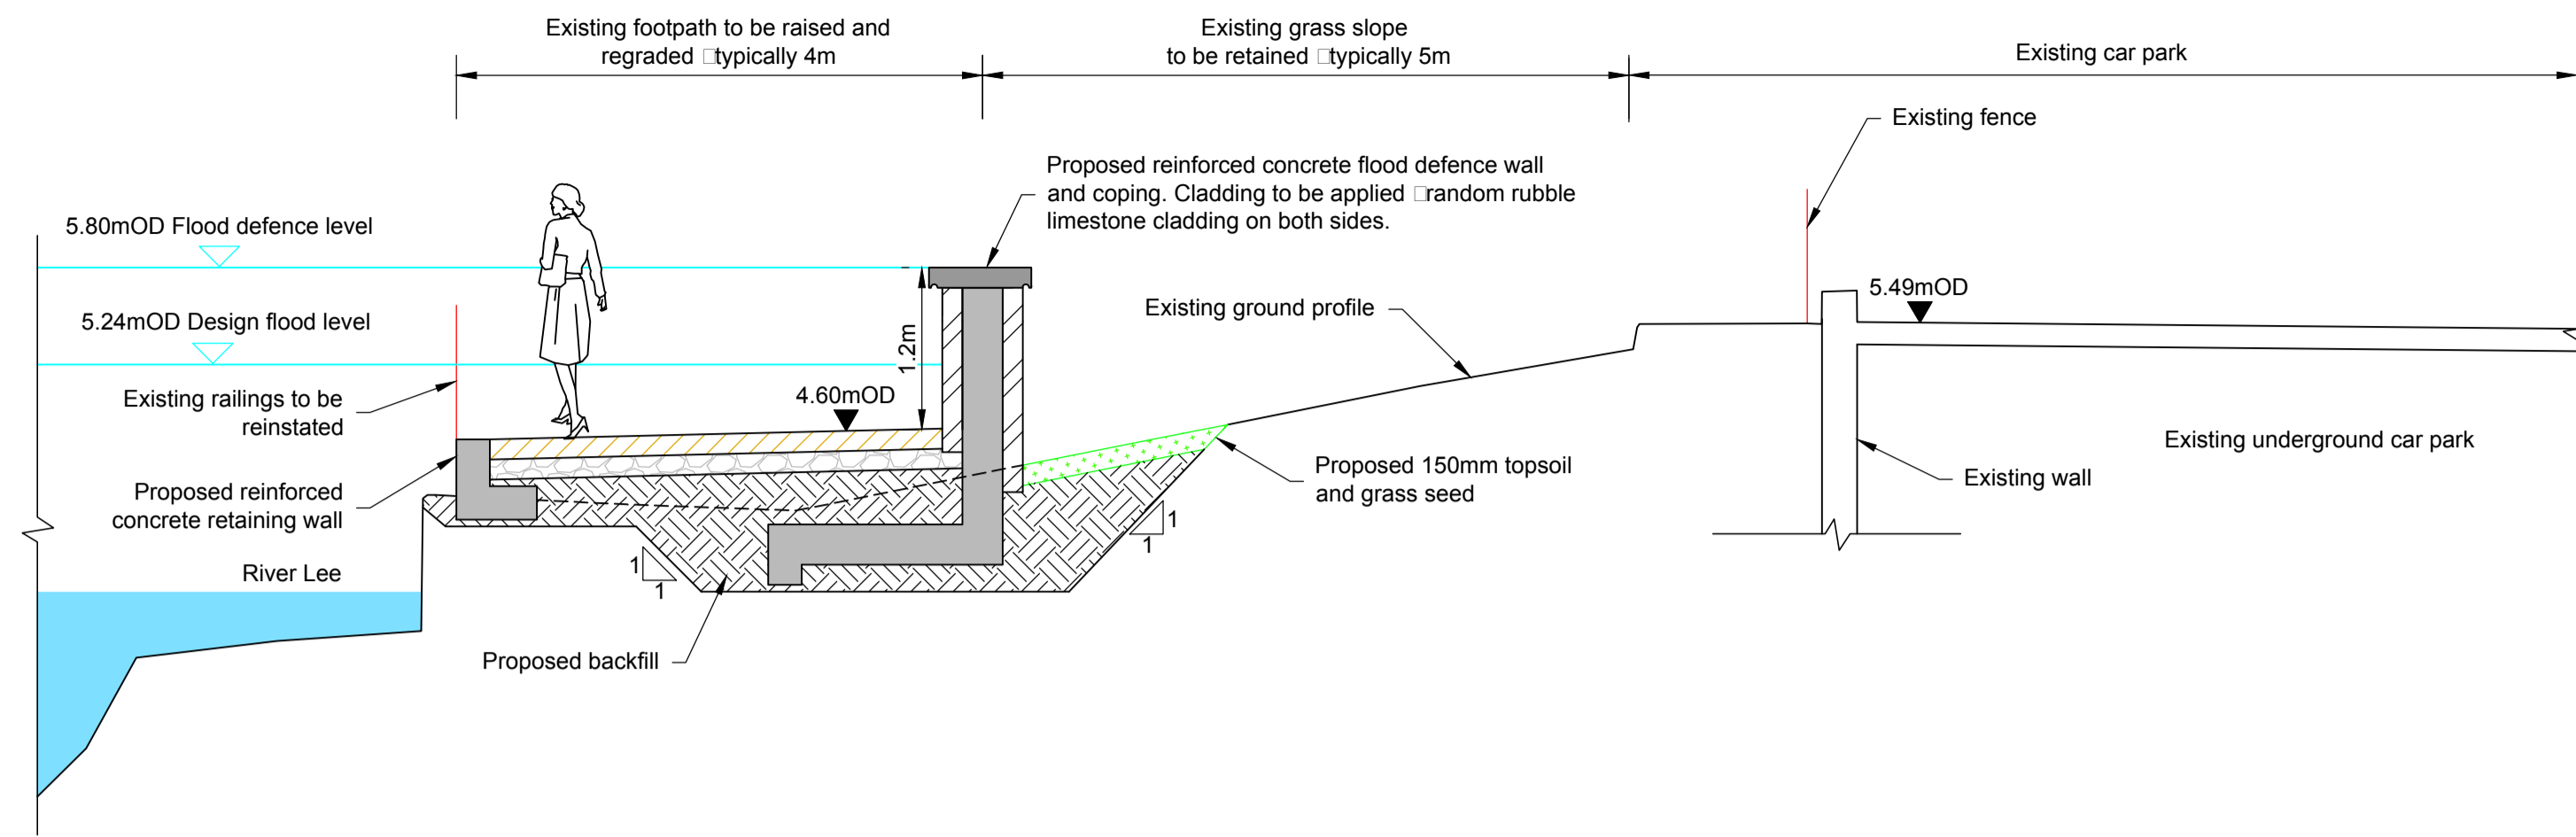 Existing footpath to be raised and
regraded □typically 4m
Existing grass slope
to be retained □typically 5m
Existing car park
Existing fence
Proposed reinforced concrete flood defence wall
and coping. Cladding to be applied □random rubble
limestone cladding on both sides.
5.80mOD Flood defence level
5.24mOD Design flood level
Existing railings to be
reinstated
4.60mOD
1.2m
Existing ground profile
5.49mOD
Proposed reinforced
concrete retaining wall
Proposed 150mm topsoil
and grass seed
Existing underground car park
Existing wall
River Lee
1
1
1
1
Proposed backfill